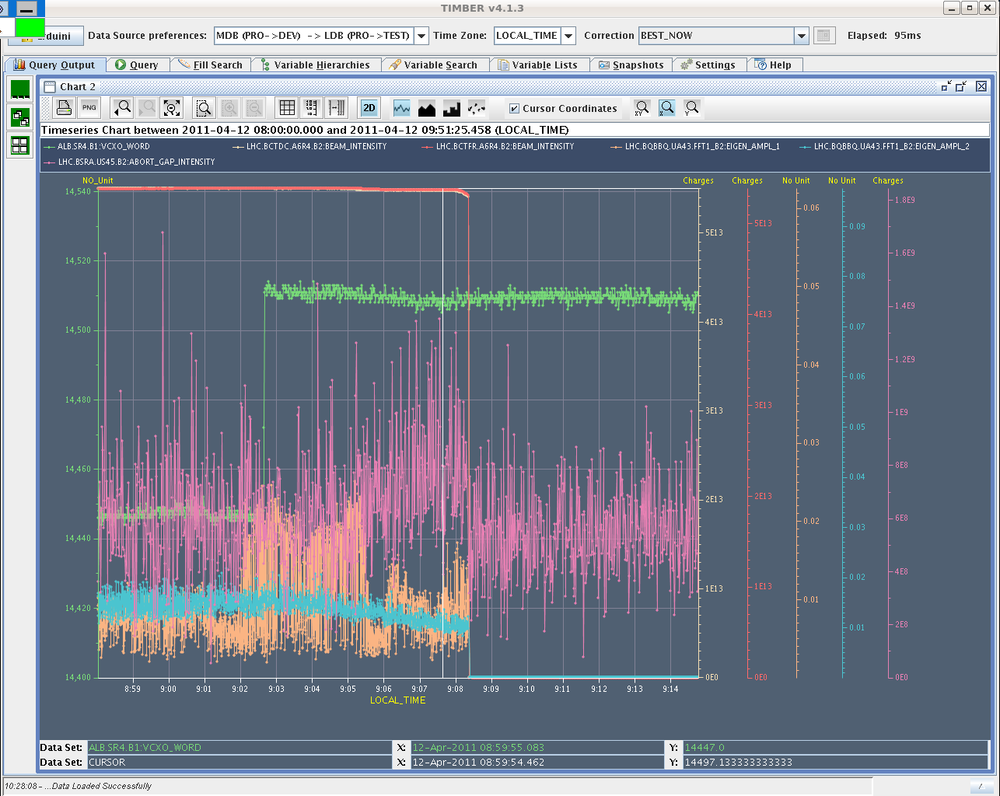 TIMBER v4.1.3
Data Source preferences: MDB (PRO->DEV) -> LDB (PRO->TEST) Time Zone: LOCAL_TIME Correction BEST_NOW Elapsed: 95ms
Query Output Query Fill Search Variable Hierarchies Variable Search Variable Lists Snapshots Settings Help
Chart 2
PNG 2D Cursor Coordinates XY X Y
Timeseries Chart between 2011-04-12 08:00:00.000 and 2011-04-12 09:51:25.458 (LOCAL_TIME)
ALB.SR4.B1:VCXO_WORD LHC.BCTDC.A6R4.B2:BEAM_INTENSITY LHC.BCTFR.A6R4.B2:BEAM_INTENSITY LHC.BQBBQ.UA43.FFT1_B2:EIGEN_AMPL_1 LHC.BQBBQ.UA43.FFT1_B2:EIGEN_AMPL_2
LHC.BSRA.US45.B2:ABORT_GAP_INTENSITY
NO_Unit Charges Charges No Unit No Unit Charges
14,540
14,520
14,500
14,480
14,460
14,440
14,420
14,400
5E13
4E13
3E13
2E13
1E13
0E0
5E13
4E13
3E13
2E13
1E13
0E0
0.06
0.05
0.04
0.03
0.02
0.01
0.09
0.08
0.07
0.06
0.05
0.04
0.03
0.02
0.01
1.8E9
1.6E9
1.4E9
1.2E9
1E9
8E8
6E8
4E8
2E8
0E0
8:59 9:00 9:01 9:02 9:03 9:04 9:05 9:06 9:07 9:08 9:09 9:10 9:11 9:12 9:13 9:14
LOCAL_TIME
Data Set: ALB.SR4.B1:VCXO_WORD X: 12-Apr-2011 08:59:55.083 Y: 14447.0
Data Set: CURSOR X: 12-Apr-2011 08:59:54.462 Y: 14497.133333333333
10:28:08 - ...Data Loaded Successfully